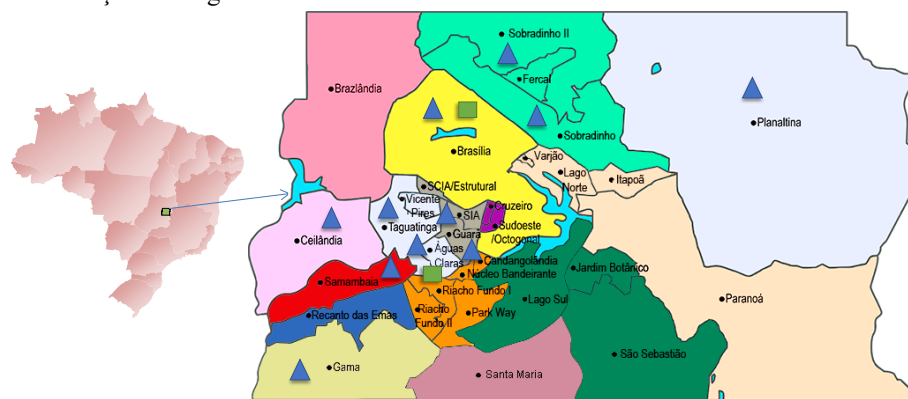 Sobradinho II
Fercal
Brazlândia
Planaltina
Sobradinho
Brasília
Varjão
Lago
Norte
Itapoã
SCIA/Estrutural
Vicente
Pires
Cruzeiro
SIA
Taguatinga
Sudoeste
/Octogonal
Guará
Ceilândia
Águas
Claras
Candangolândia
Núcleo Bandeirante
Jardim Botânico
Samambaia
Riacho Fundo I
Lago Sul
Paranoá
Recanto das Emas
Riacho
Fundo II
Park Way
São Sebastião
Gama
Santa Maria